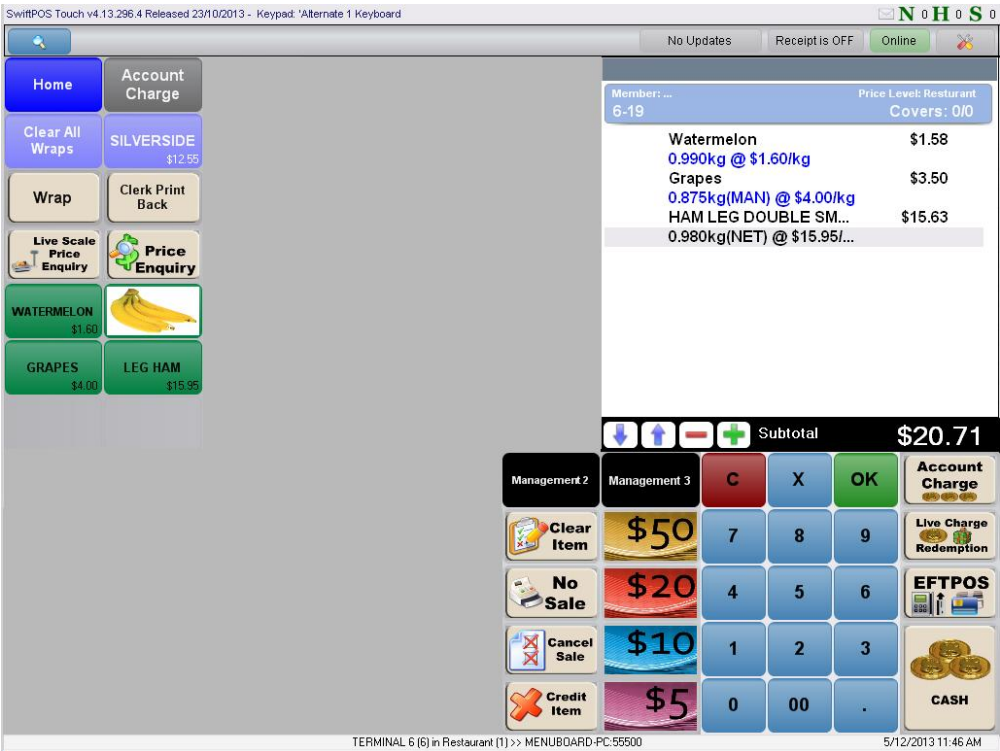 SwiftPOS Touch v4.13.296.4 Released 23/10/2013 - Keypad: 'Alternate 1 Keyboard
N 0 H 0 S 0
No Updates
Receipt is OFF
Online
Home
Account Charge
Clear All Wraps
SILVERSIDE
$12.55
Wrap
Clerk Print Back
Live Scale Price Enquiry
Price Enquiry
WATERMELON
$1.60
GRAPES
$4.00
LEG HAM
$15.95
Member: ...
Price Level: Resturant
6-19
Covers: 0/0
Watermelon $1.58
0.990kg @ $1.60/kg
Grapes $3.50
0.875kg(MAN) @ $4.00/kg
HAM LEG DOUBLE SM... $15.63
0.980kg(NET) @ $15.95/...
Subtotal $20.71
Management 2
Management 3
C
X
OK
Account Charge
Clear Item
$50
7
8
9
Live Charge Redemption
No Sale
$20
4
5
6
EFTPOS
Cancel Sale
$10
1
2
3
Credit Item
$5
0
00
.
CASH
TERMINAL 6 (6) in Restaurant (1) >> MENUBOARD-PC:55500
5/12/2013 11:46 AM